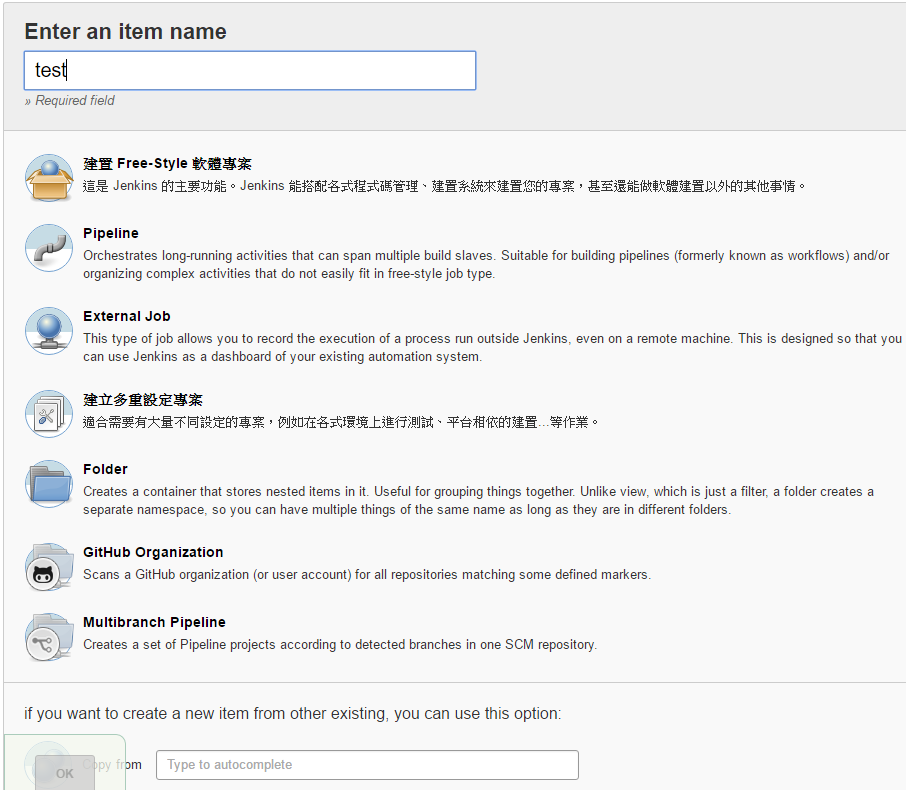 Enter an item name
test
» Required field
建置 Free-Style 軟體專案
這是 Jenkins 的主要功能。Jenkins 能搭配各式程式碼管理、建置系統來建置您的專案，甚至還能做軟體建置以外的其他事情。
Pipeline
Orchestrates long-running activities that can span multiple build slaves. Suitable for building pipelines (formerly known as workflows) and/or
organizing complex activities that do not easily fit in free-style job type.
External Job
This type of job allows you to record the execution of a process run outside Jenkins, even on a remote machine. This is designed so that you
can use Jenkins as a dashboard of your existing automation system.
建立多重設定專案
適合需要有大量不同設定的專案，例如在各式環境上進行測試、平台相依的建置...等作業。
Folder
Creates a container that stores nested items in it. Useful for grouping things together. Unlike view, which is just a filter, a folder creates a
separate namespace, so you can have multiple things of the same name as long as they are in different folders.
GitHub Organization
Scans a GitHub organization (or user account) for all repositories matching some defined markers.
Multibranch Pipeline
Creates a set of Pipeline projects according to detected branches in one SCM repository.
if you want to create a new item from other existing, you can use this option:
Copy from
Type to autocomplete
OK